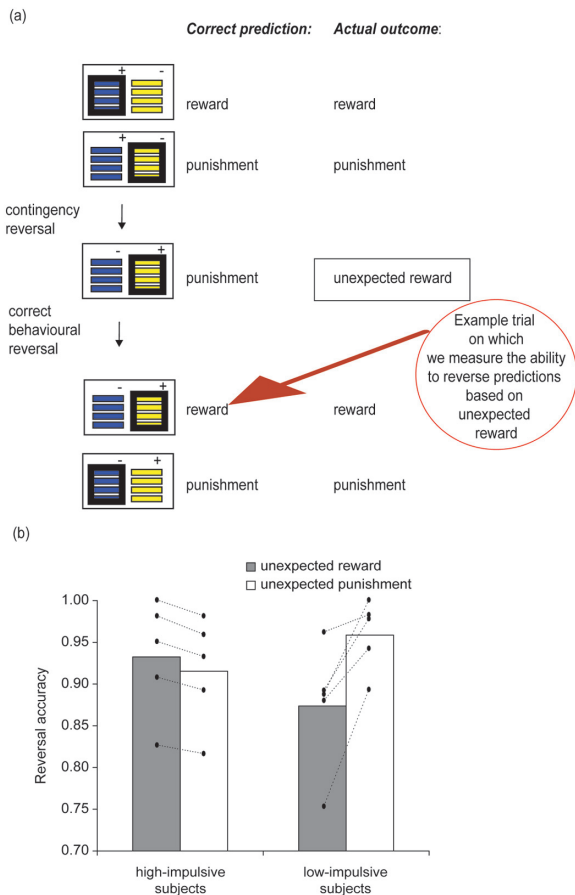 (a)
Correct prediction: Actual outcome:
+ -
reward reward
+ -
punishment punishment
contingency
reversal
- +
punishment unexpected reward
correct
behavioural
reversal
Example trial
on which
we measure the ability
to reverse predictions
based on
unexpected
reward
- +
reward reward
- +
punishment punishment
(b)
unexpected reward
unexpected punishment
Reversal accuracy
1.00
0.95
0.90
0.85
0.80
0.75
0.70
high-impulsive
subjects
low-impulsive
subjects